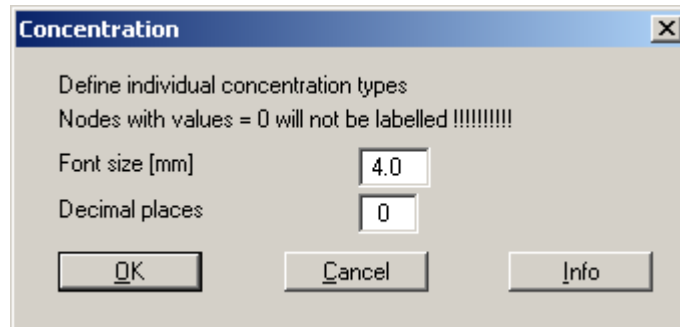 Concentration
Define individual concentration types
Nodes with values = 0 will not be labelled !!!!!!!!!!
Font size [mm] 4.0
Decimal places 0
OK Cancel Info